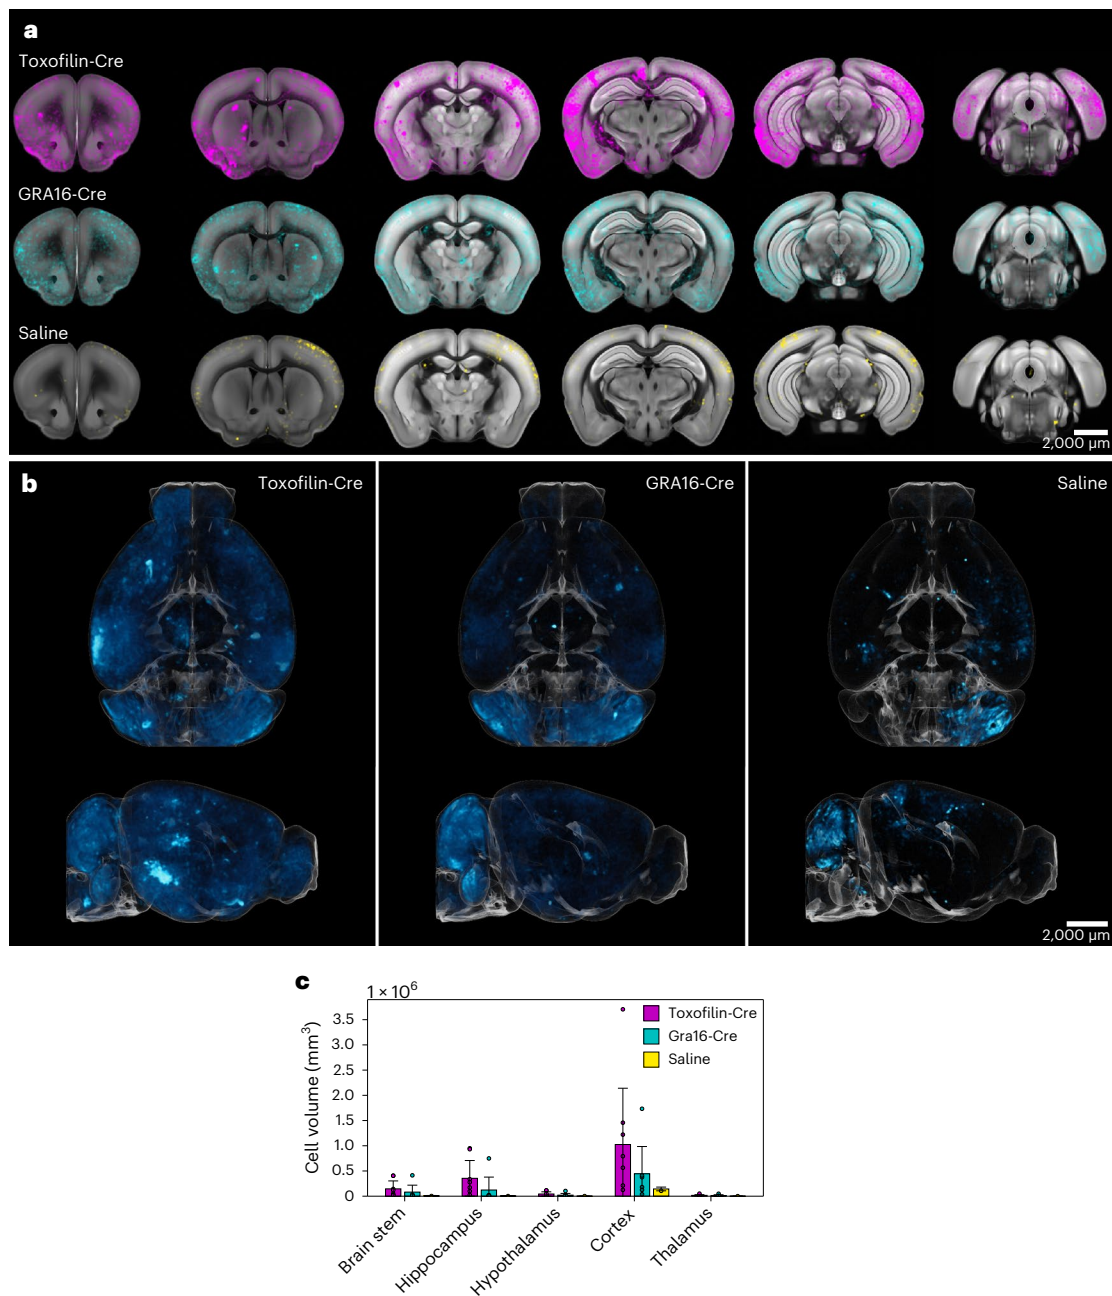 a
Toxofilin-Cre
GRA16-Cre
Saline
2,000 µm
b
Toxofilin-Cre
GRA16-Cre
Saline
2,000 µm
c
1 × 10⁶
Cell volume (mm³)
3.5
3.0
2.5
2.0
1.5
1.0
0.5
0
Toxofilin-Cre
Gra16-Cre
Saline
Brain stem
Hippocampus
Hypothalamus
Cortex
Thalamus